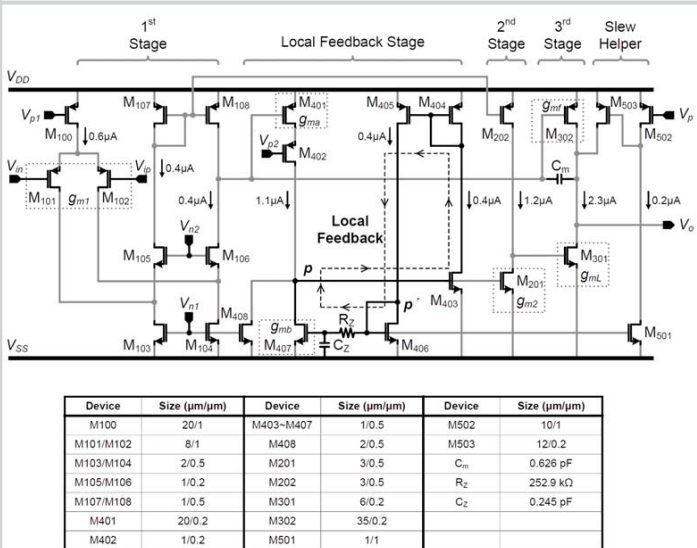 1st Stage
Local Feedback Stage
2nd Stage
3rd Stage
Slew Helper
VDD
M107
M108
M401
gma
M405
M404
M202
gmf
M302
M503
M502
Vp
Vp1
M100
0.6μA
Vp2
M402
0.4μA
Cm
Vin
Vip
M101
gm1
M102
0.4μA
0.4μA
1.1μA
0.4μA
1.2μA
2.3μA
0.2μA
Local Feedback
Vn2
Vo
M105
M106
p
M403
M201
gm2
M301
gmL
p´
Vn1
M408
gmb
RZ
M103
M104
M407
CZ
M406
M501
VSS
Device Size (μm/μm) Device Size (μm/μm) Device Size (μm/μm)
M100 20/1 M403~M407 1/0.5 M502 10/1
M101/M102 8/1 M408 2/0.5 M503 12/0.2
M103/M104 2/0.5 M201 3/0.5 Cm 0.626 pF
M105/M106 1/0.2 M202 3/0.5 RZ 252.9 kΩ
M107/M108 1/0.5 M301 6/0.2 CZ 0.245 pF
M401 20/0.2 M302 35/0.2
M402 1/0.2 M501 1/1